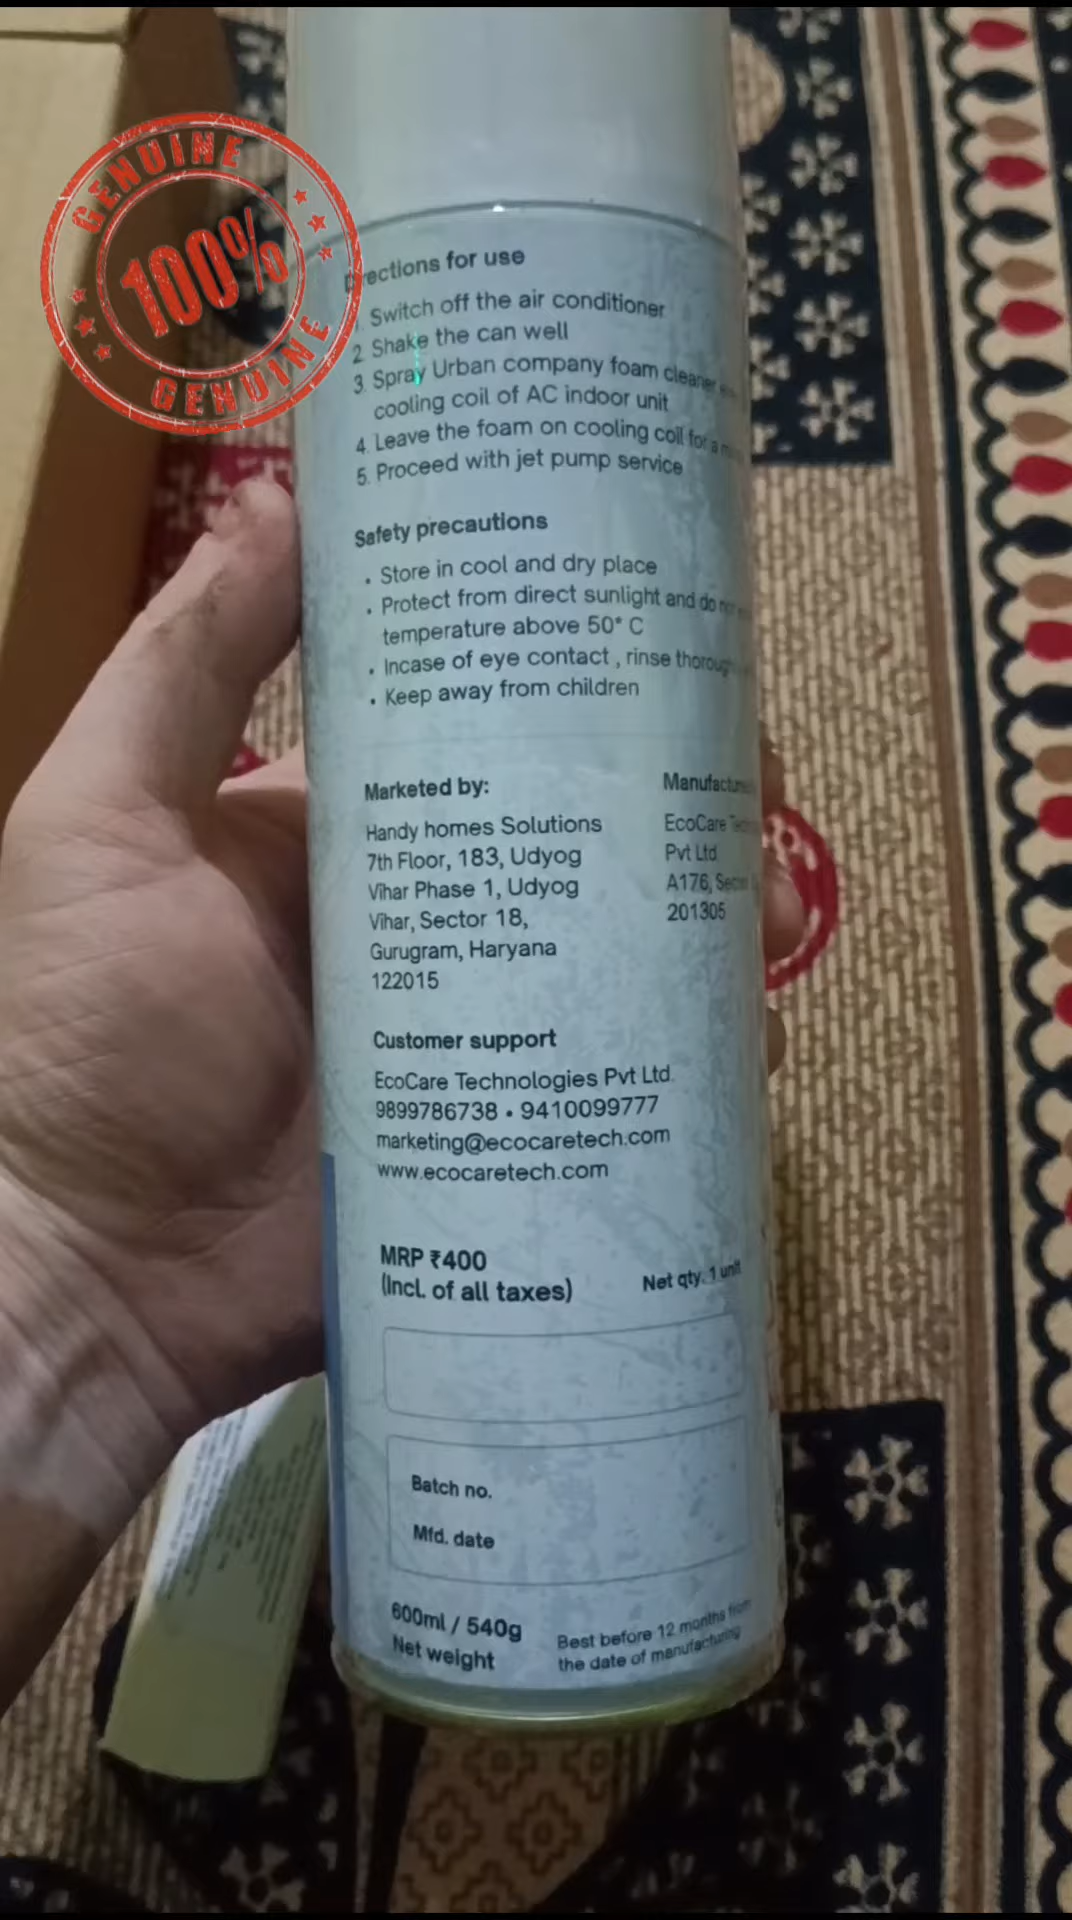 GENUINE
100%
GENUINE
Directions for use
1. Switch off the air conditioner
2. Shake the can well
3. Spray Urban company foam cleaner
cooling coil of AC indoor unit
4. Leave the foam on cooling coil for a
5. Proceed with jet pump service
Safety precautions
• Store in cool and dry place
• Protect from direct sunlight and do
temperature above 50° C
• Incase of eye contact , rinse
• Keep away from children
Marketed by:
Handy homes Solutions
7th Floor, 183, Udyog
Vihar Phase 1, Udyog
Vihar, Sector 18,
Gurugram, Haryana
122015
EcoCare
Pvt Ltd
A176,
201305
Customer support
EcoCare Technologies Pvt Ltd.
9899786738 • 9410099777
marketing@ecocaretech.com
www.ecocaretech.com
MRP ₹400
(Incl. of all taxes)
Net qty. 1 unit
Batch no.
Mfd. date
600ml / 540g
Net weight
Best before 12 months from
the date of manufacturing